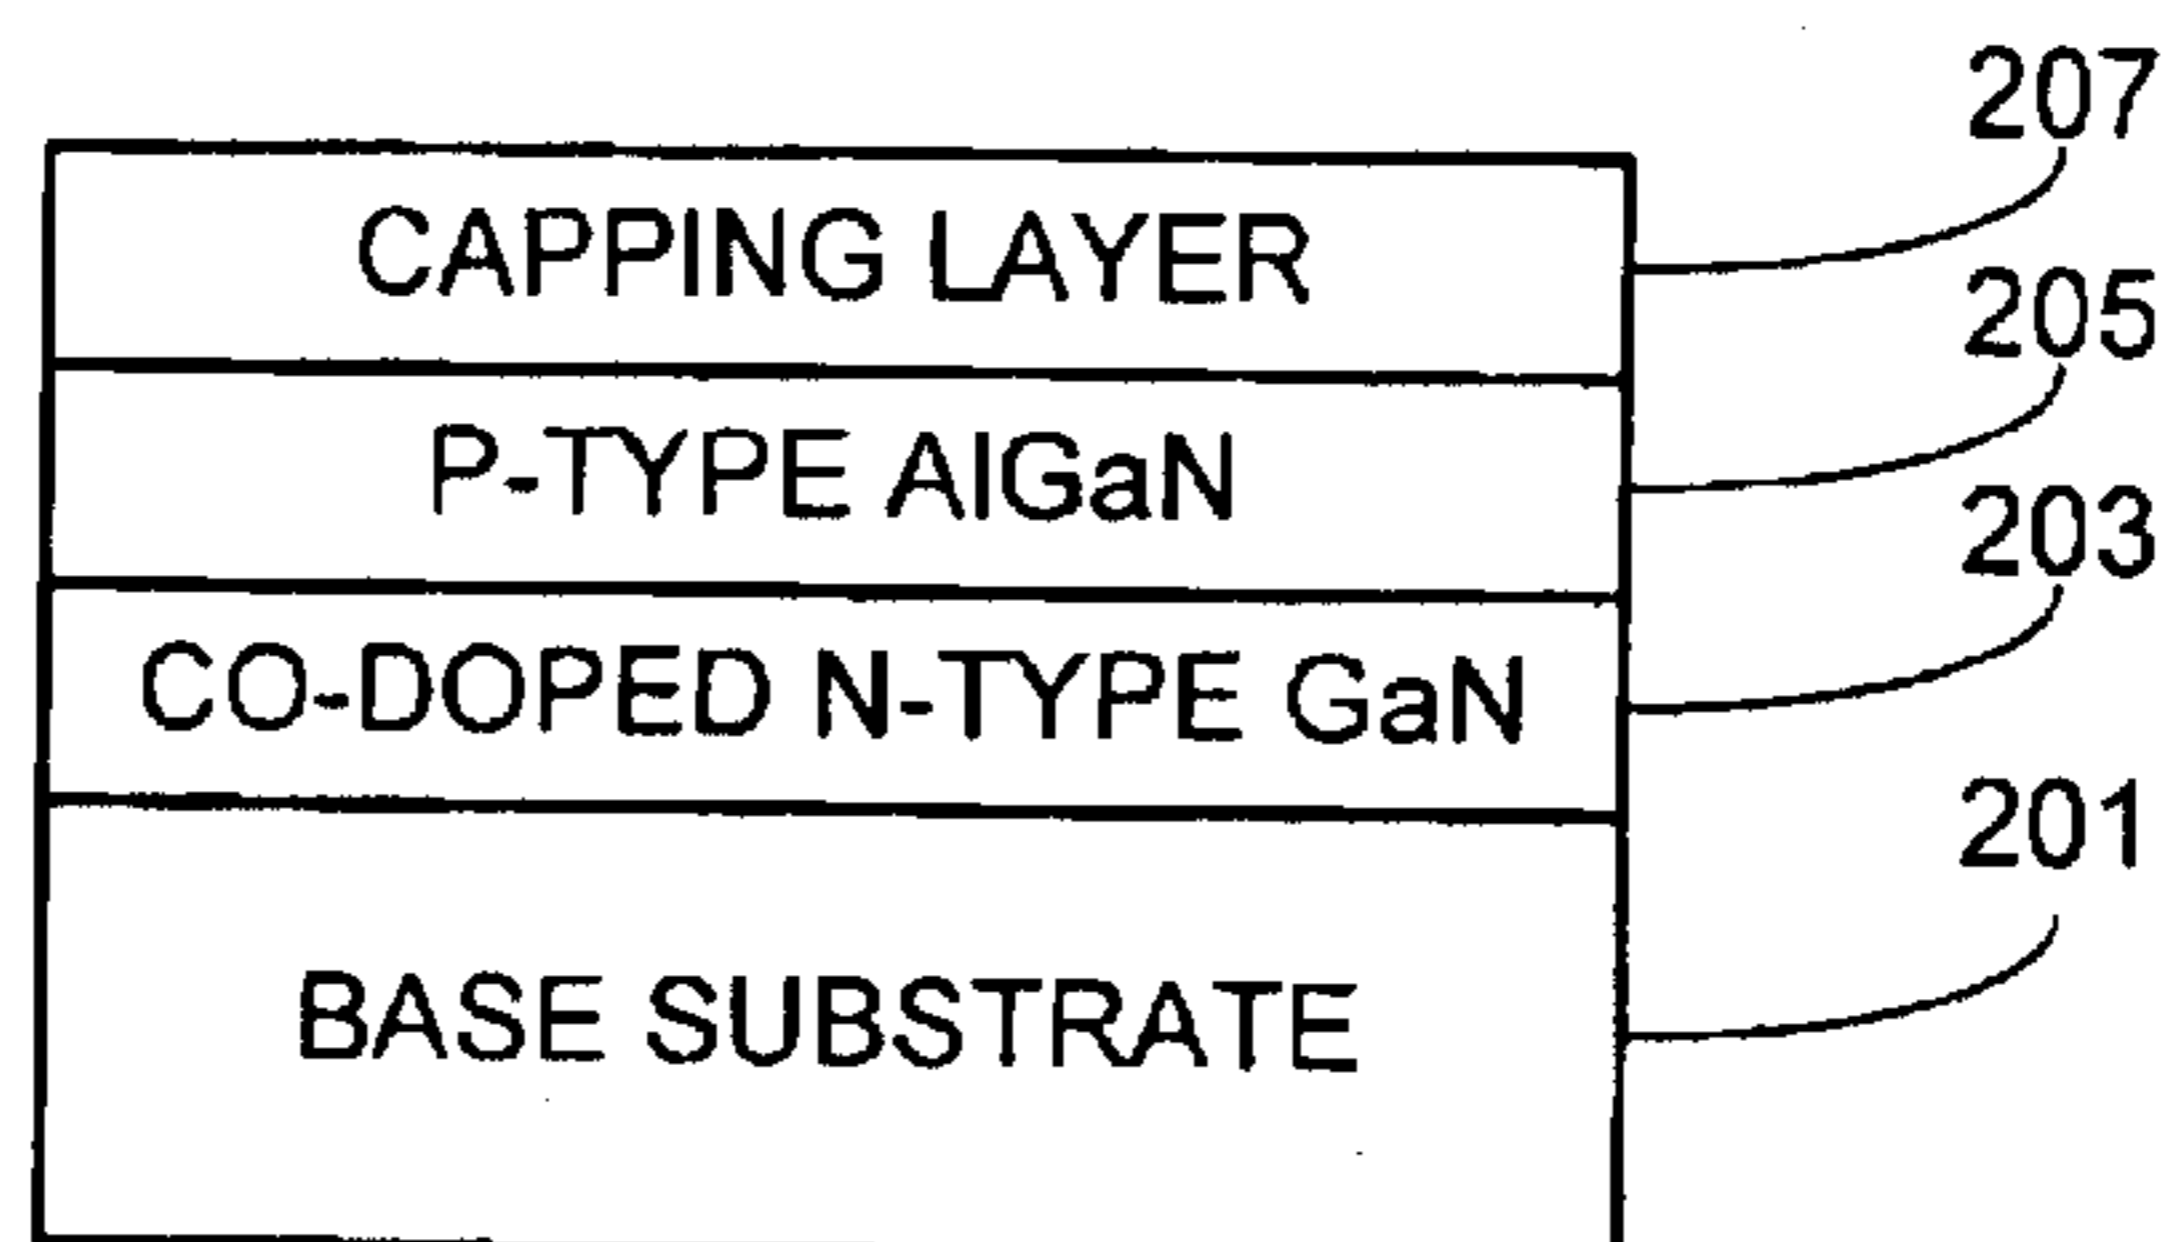 207
CAPPING LAYER
205
P-TYPE AlGaN
203
CO-DOPED N-TYPE GaN
201
BASE SUBSTRATE